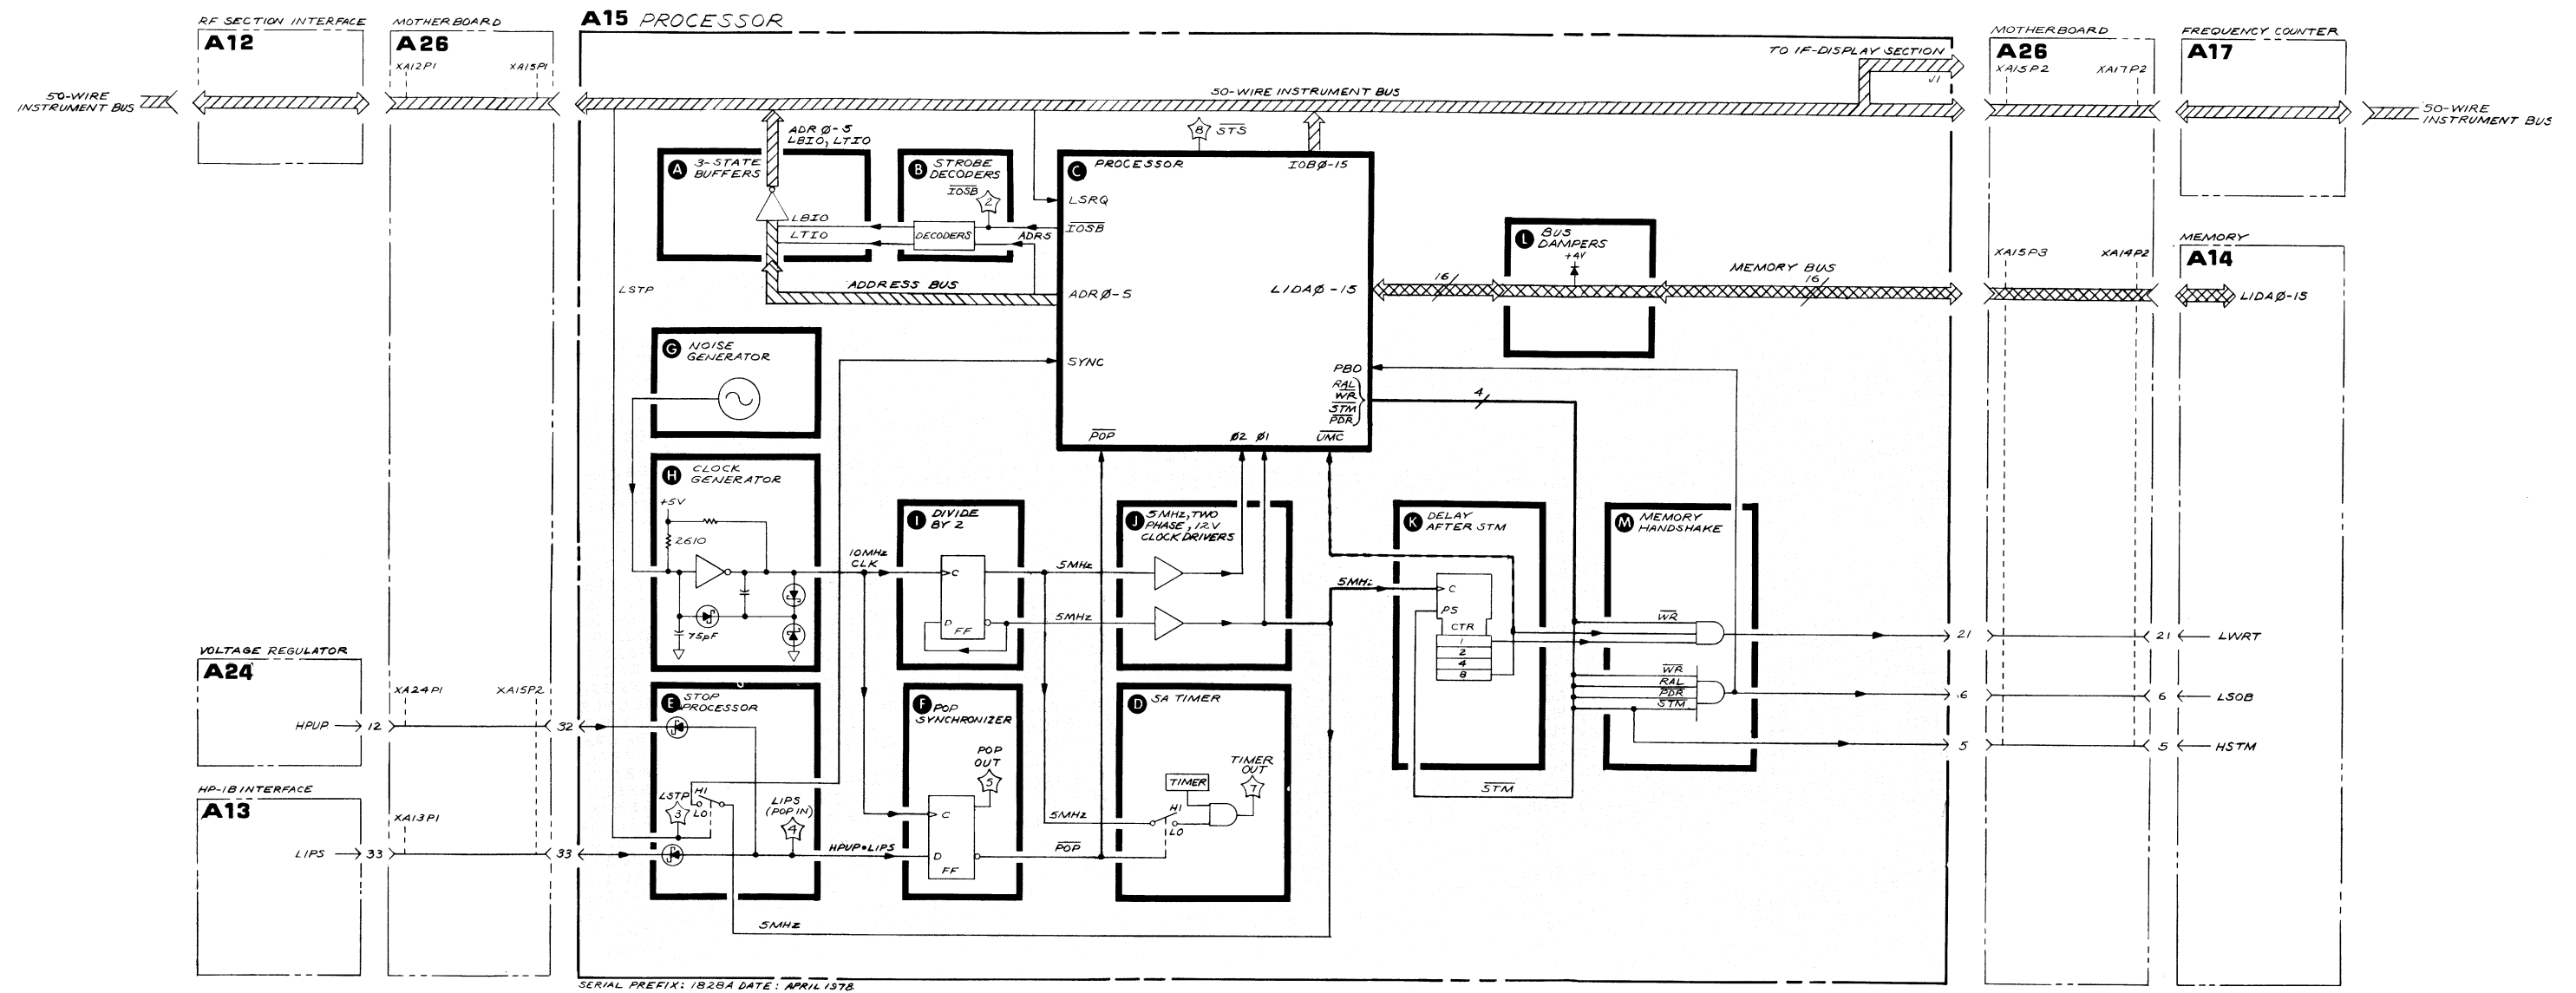 A15 PROCESSOR
RF SECTION INTERFACE
A12
MOTHERBOARD
A26
XA12P1
XA15P1
50-WIRE
INSTRUMENT BUS
TO IF-DISPLAY SECTION
J1
50-WIRE INSTRUMENT BUS
MOTHERBOARD
A26
XA15P2
XA17P2
FREQUENCY COUNTER
A17
50-WIRE
INSTRUMENT BUS
ADR Ø-5
LBIO, LTIO
A
3-STATE
BUFFERS
LBIO
LTIO
B
STROBE
DECODERS
IOSB
2
DECODERS
ADR5
ADDRESS BUS
LSTP
8
STS
C
PROCESSOR
IOBØ-15
LSRQ
IOSB
ADRØ-5
LIDAØ-15
SYNC
PBO
RAL
WR
STM
PDR
POP
Ø2
Ø1
UMC
16
L
BUS
DAMPERS
+4V
MEMORY BUS
16
XA15P3
XA14P2
MEMORY
A14
LIDAØ-15
4
G
NOISE
GENERATOR
H
CLOCK
GENERATOR
+5V
2610
75pF
10MHz
CLK
I
DIVIDE
BY 2
C
D
FF
5MHz
5MHz
J
5MHZ, TWO
PHASE, 12V
CLOCK DRIVERS
K
DELAY
AFTER STM
5MHz
C
PS
CTR
1
2
4
8
STM
M
MEMORY
HANDSHAKE
WR
WR
RAL
PDR
STM
21
21
LWRT
6
6
LSOB
5
5
HSTM
VOLTAGE REGULATOR
A24
HPUP
12
XA24P1
XA15P2
32
HP-IB INTERFACE
A13
XA13P1
LIPS
33
33
E
STOP
PROCESSOR
LSTP
3
HI
LO
LIPS
(POP IN)
4
HPUP•LIPS
F
POP
SYNCHRONIZER
POP
OUT
5
C
D
FF
5MHz
POP
D
SA TIMER
TIMER
HI
LO
TIMER
OUT
7
5MHz
SERIAL PREFIX: 1828A DATE: APRIL 1978